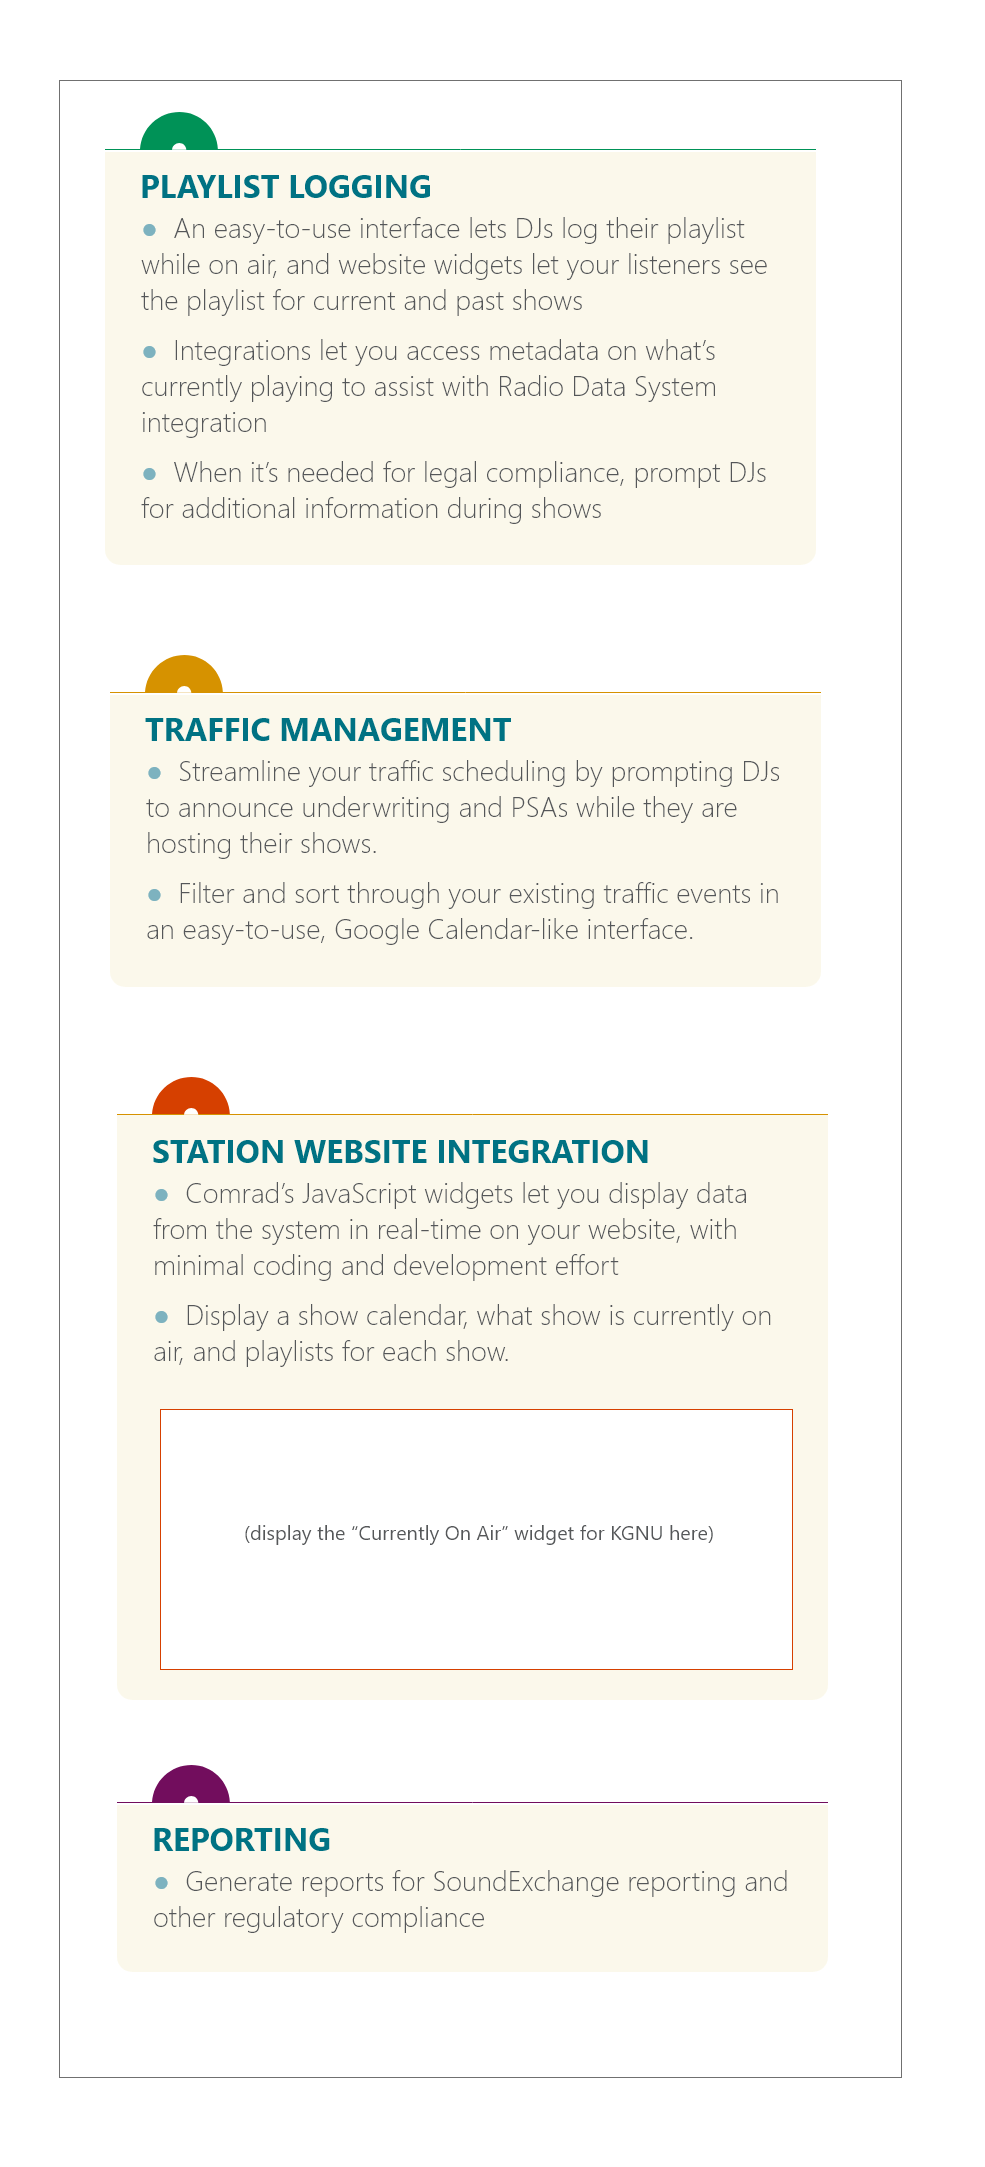 PLAYLIST LOGGING
● An easy-to-use interface lets DJs log their playlist
while on air, and website widgets let your listeners see
the playlist for current and past shows
● Integrations let you access metadata on what’s
currently playing to assist with Radio Data System
integration
● When it’s needed for legal compliance, prompt DJs
for additional information during shows
TRAFFIC MANAGEMENT
● Streamline your traffic scheduling by prompting DJs
to announce underwriting and PSAs while they are
hosting their shows.
● Filter and sort through your existing traffic events in
an easy-to-use, Google Calendar-like interface.
STATION WEBSITE INTEGRATION
● Comrad’s JavaScript widgets let you display data
from the system in real-time on your website, with
minimal coding and development effort
● Display a show calendar, what show is currently on
air, and playlists for each show.
(display the “Currently On Air” widget for KGNU here)
REPORTING
● Generate reports for SoundExchange reporting and
other regulatory compliance